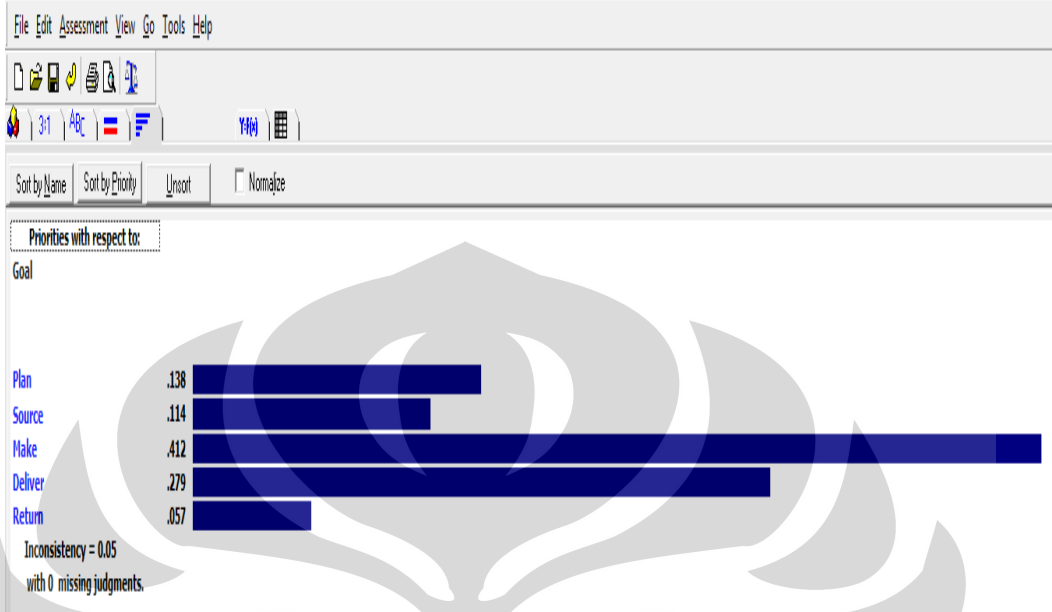 File Edit Assessment View Go Tools Help
3:1 ABC Y=F(x)
Sort by Name Sort by Priority Unsort Normalize
Priorities with respect to:
Goal
Plan .138
Source .114
Make .412
Deliver .279
Return .057
Inconsistency = 0.05
with 0 missing judgments.